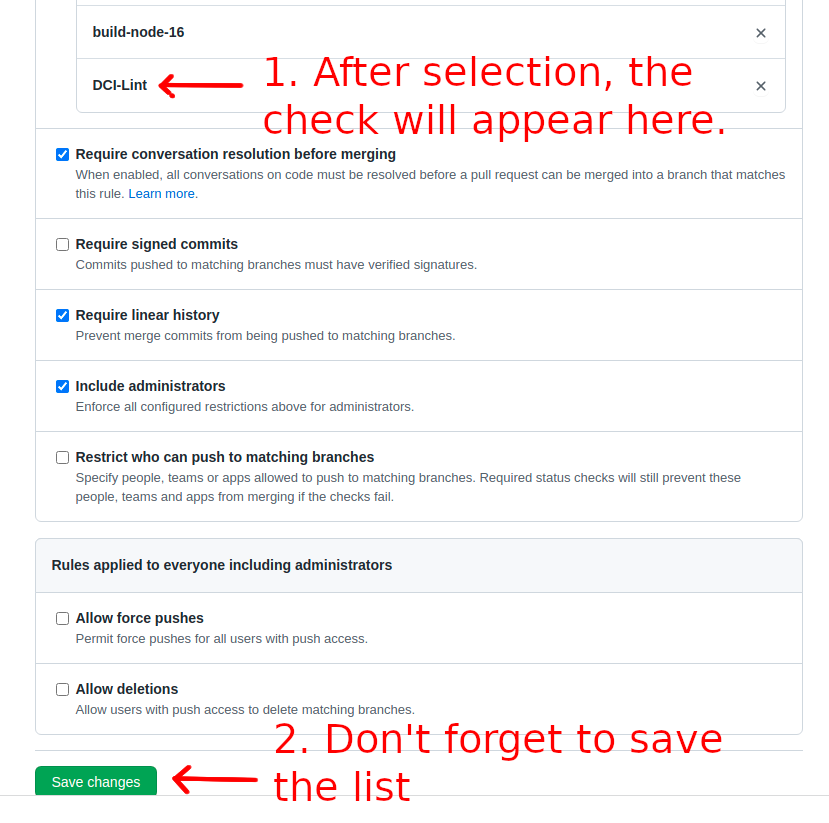 build-node-16
DCI-Lint
1. After selection, the
check will appear here.
Require conversation resolution before merging
When enabled, all conversations on code must be resolved before a pull request can be merged into a branch that matches
this rule. Learn more.
Require signed commits
Commits pushed to matching branches must have verified signatures.
Require linear history
Prevent merge commits from being pushed to matching branches.
Include administrators
Enforce all configured restrictions above for administrators.
Restrict who can push to matching branches
Specify people, teams or apps allowed to push to matching branches. Required status checks will still prevent these
people, teams and apps from merging if the checks fail.
Rules applied to everyone including administrators
Allow force pushes
Permit force pushes for all users with push access.
Allow deletions
Allow users with push access to delete matching branches.
2. Don't forget to save
the list
Save changes